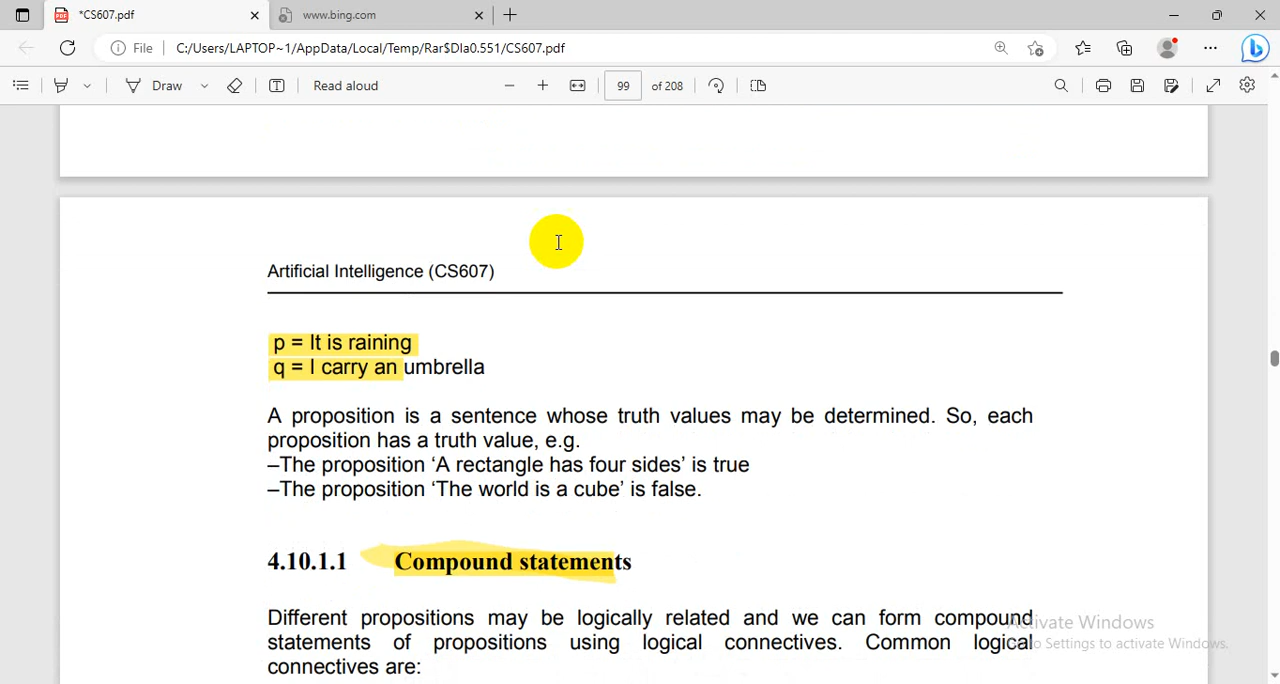 *CS607.pdf
www.bing.com
File C:/Users/LAPTOP~1/AppData/Local/Temp/Rar$DIa0.551/CS607.pdf
Draw Read aloud 99 of 208
Artificial Intelligence (CS607)
p = It is raining
q = I carry an umbrella
A proposition is a sentence whose truth values may be determined. So, each
proposition has a truth value, e.g.
–The proposition ‘A rectangle has four sides’ is true
–The proposition ‘The world is a cube’ is false.
4.10.1.1 Compound statements
Different propositions may be logically related and we can form compound
statements of propositions using logical connectives. Common logical
connectives are:
Activate Windows
Go to Settings to activate Windows.